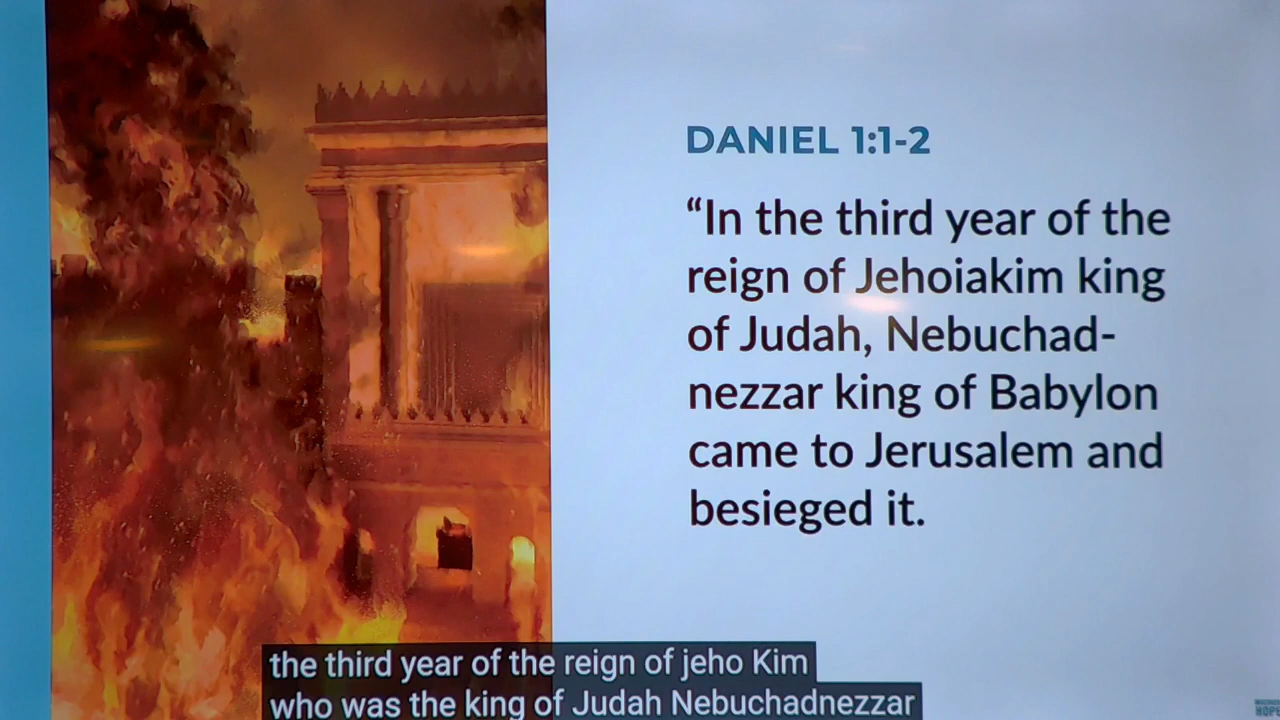 DANIEL 1:1-2
“In the third year of the
reign of Jehoiakim king
of Judah, Nebuchad-
nezzar king of Babylon
came to Jerusalem and
besieged it.
the third year of the reign of jeho Kim
who was the king of Judah Nebuchadnezzar
HOPE